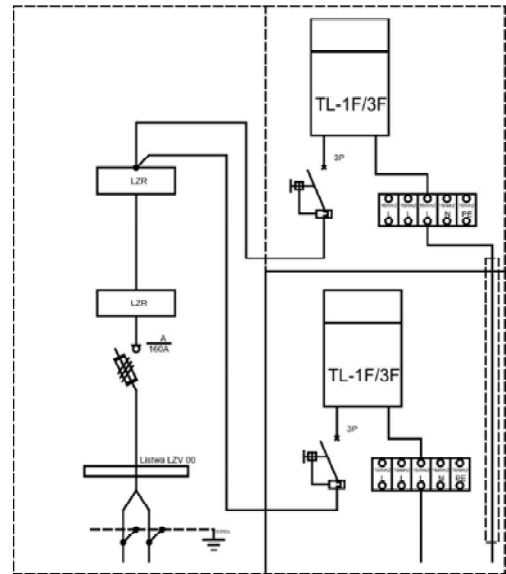 TL-1F/3F
3P
L L L N PE
LZR
LZR
A
160A
TL-1F/3F
3P
L L L N PE
Listwa LZV 00